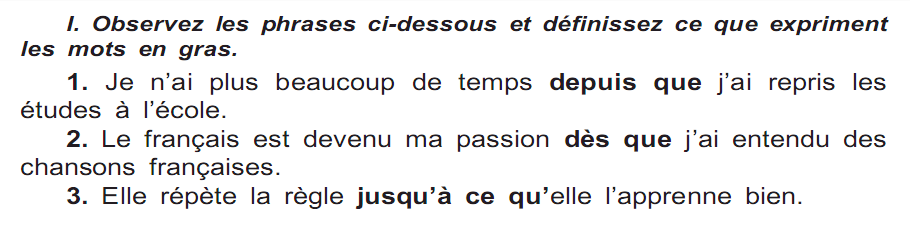 I. Observez les phrases ci-dessous et définissez ce que expriment
les mots en gras.
1. Je n'ai plus beaucoup de temps depuis que j'ai repris les
études à l'école.
2. Le français est devenu ma passion dès que j'ai entendu des
chansons françaises.
3. Elle répète la règle jusqu'à ce qu'elle l'apprenne bien.